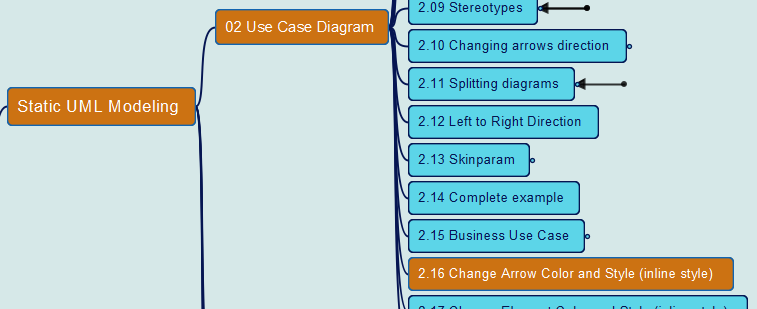 2.09 Stereotypes
02 Use Case Diagram
2.10 Changing arrows direction
2.11 Splitting diagrams
Static UML Modeling
2.12 Left to Right Direction
2.13 Skinparam
2.14 Complete example
2.15 Business Use Case
2.16 Change Arrow Color and Style (inline style)